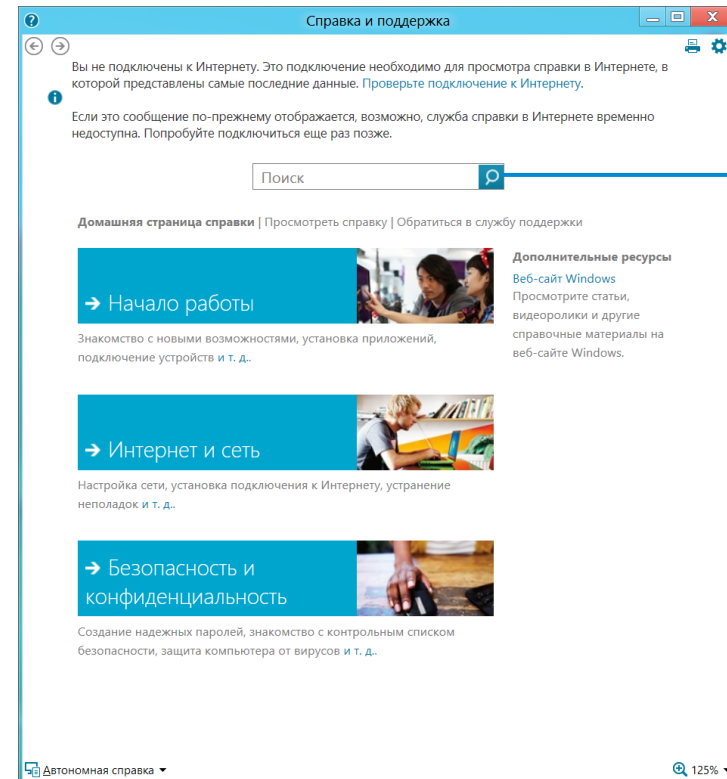 Справка и поддержка
Вы не подключены к Интернету. Это подключение необходимо для просмотра справки в Интернете, в
которой представлены самые последние данные. Проверьте подключение к Интернету.
Если это сообщение по-прежнему отображается, возможно, служба справки в Интернете временно
недоступна. Попробуйте подключиться еще раз позже.
Поиск
Домашняя страница справки | Просмотреть справку | Обратиться в службу поддержки
Начало работы
Знакомство с новыми возможностями, установка приложений,
подключение устройств и т. д..
Интернет и сеть
Настройка сети, установка подключения к Интернету, устранение
неполадок и т. д..
Безопасность и
конфиденциальность
Создание надежных паролей, знакомство с контрольным списком
безопасности, защита компьютера от вирусов и т. д..
Дополнительные ресурсы
Веб-сайт Windows
Просмотрите статьи,
видеоролики и другие
справочные материалы на
веб-сайте Windows.
Автономная справка
125%